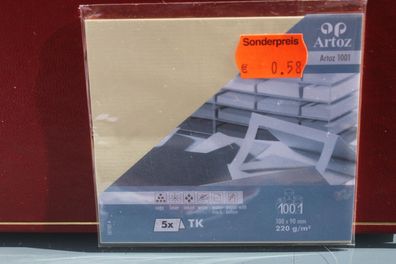 Sonderpreis
€ 0.58
Artoz
Artoz 1001
1001
100 x 90 mm
220 g/m²
5x TK